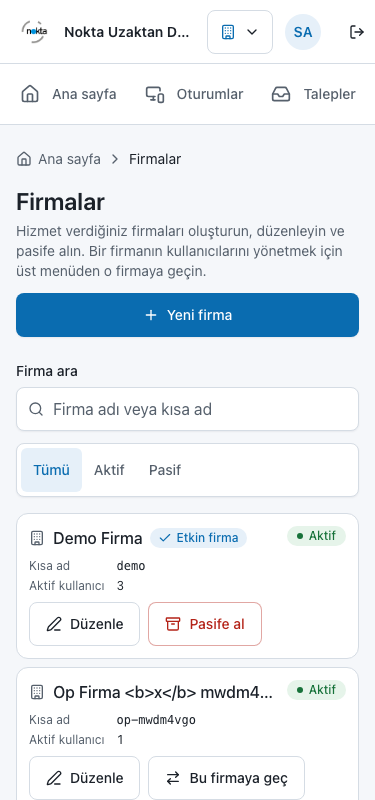 nokta
Nokta Uzaktan D...
SA
Ana sayfa
Oturumlar
Talepler
Ana sayfa > Firmalar
Firmalar
Hizmet verdiğiniz firmaları oluşturun, düzenleyin ve
pasife alın. Bir firmanın kullanıcılarını yönetmek için
üst menüden o firmaya geçin.
+ Yeni firma
Firma ara
Firma adı veya kısa ad
Tümü
Aktif
Pasif
Demo Firma
Etkin firma
Aktif
Kısa ad demo
Aktif kullanıcı 3
Düzenle
Pasife al
Op Firma <b>x</b> mwdm4...
Aktif
Kısa ad op-mwdm4vgo
Aktif kullanıcı 1
Düzenle
Bu firmaya geç